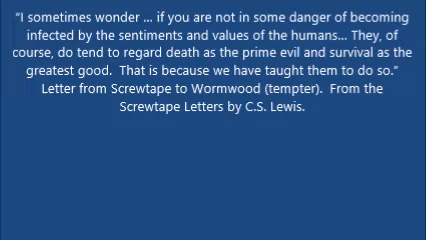 “I sometimes wonder ... if you are not in some danger of becoming
infected by the sentiments and values of the humans... They, of
course, do tend to regard death as the prime evil and survival as the
greatest good.  That is because we have taught them to do so.”
Letter from Screwtape to Wormwood (tempter).  From the
Screwtape Letters by C.S. Lewis.